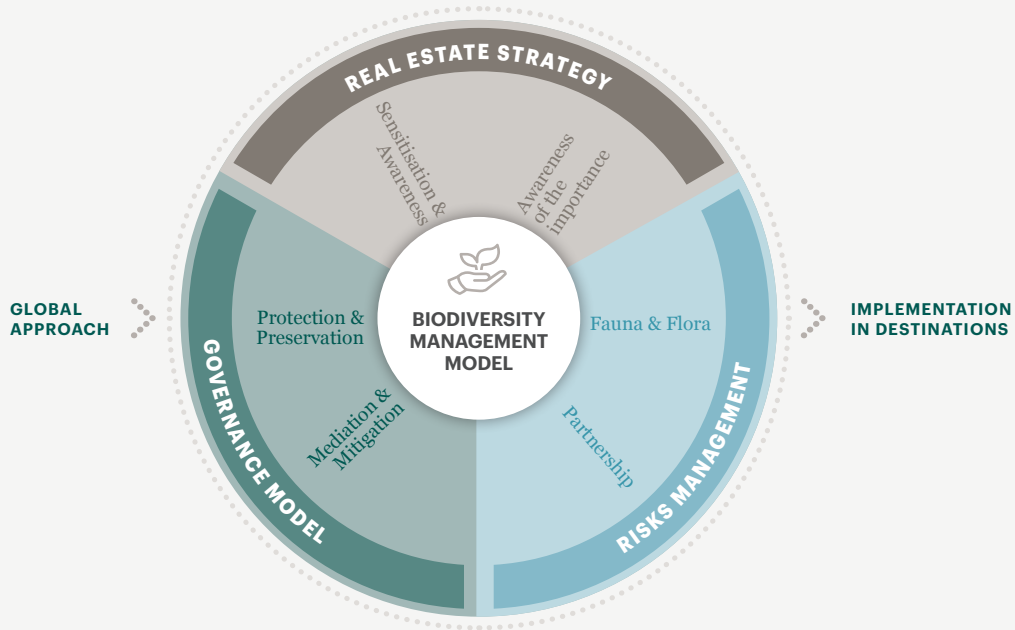 REAL ESTATE STRATEGY
Sensitisation &
Awareness
Awareness
of the
importance
GLOBAL
APPROACH
Protection &
Preservation
Mediation &
Mitigation
GOVERNANCE MODEL
BIODIVERSITY
MANAGEMENT
MODEL
Fauna & Flora
Partnership
RISKS MANAGEMENT
IMPLEMENTATION
IN DESTINATIONS